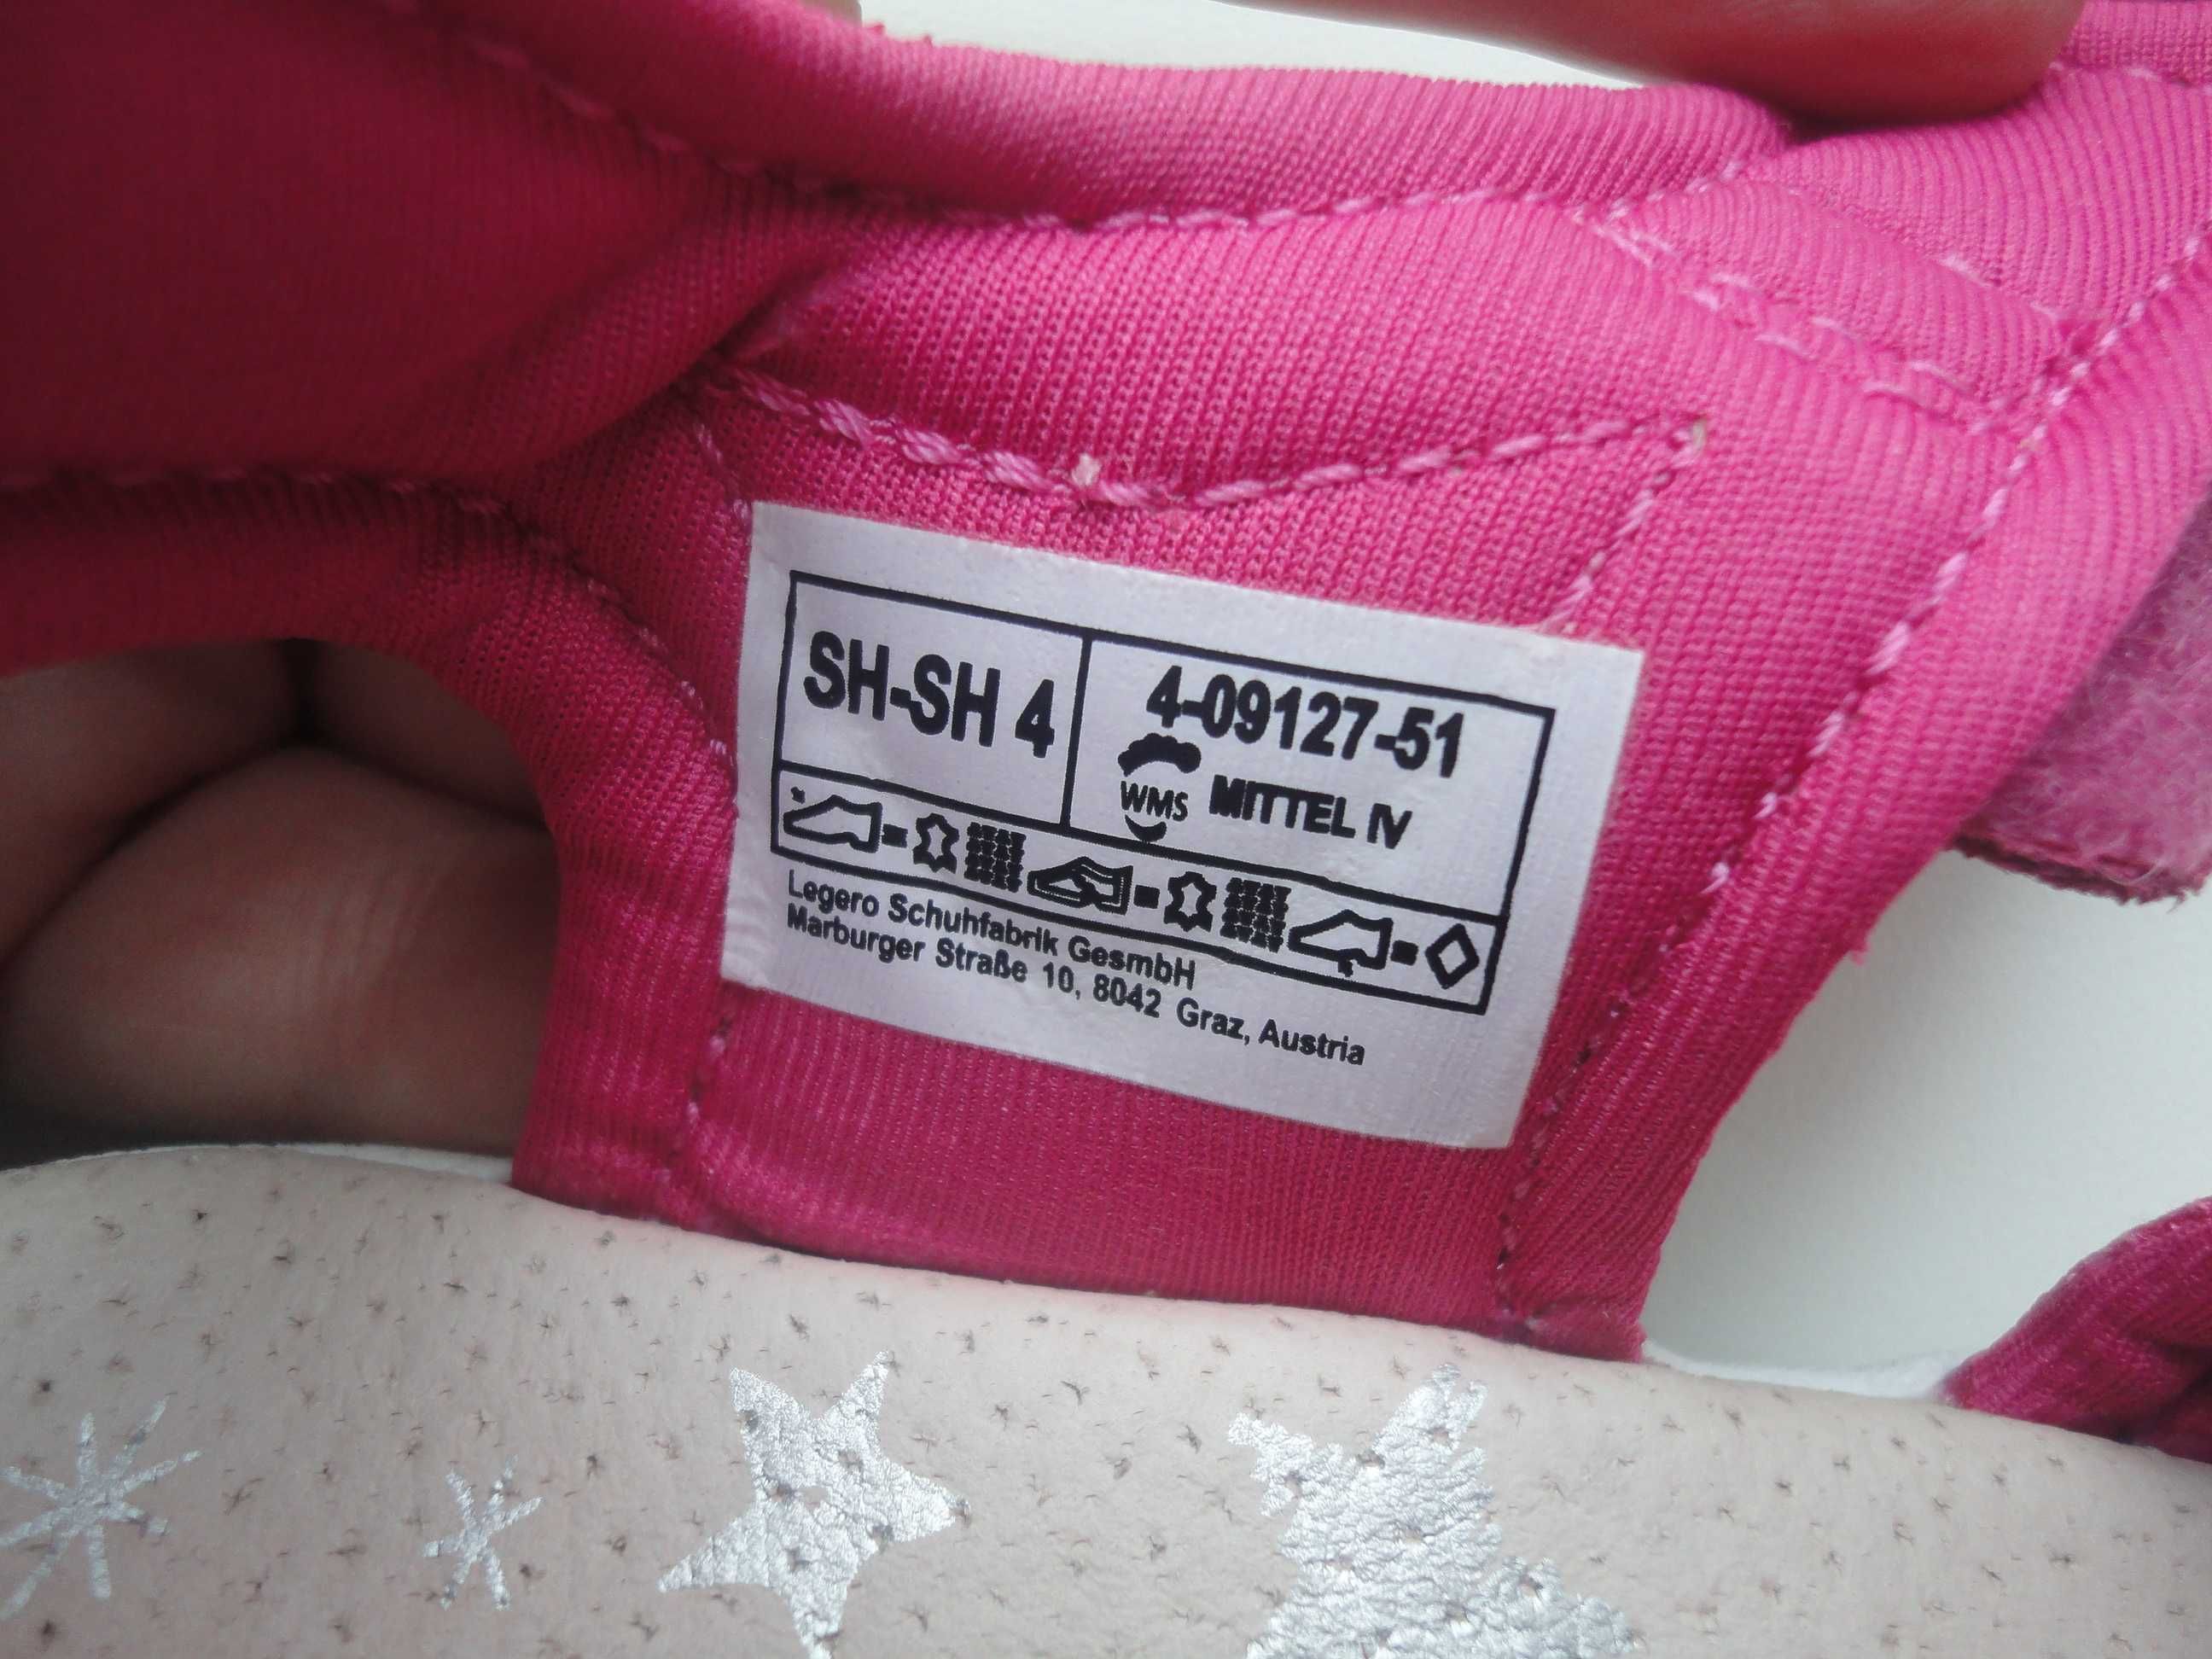 SH-SH 4
4-09127-51
WMS MITTEL IV
Legero Schuhfabrik GesmbH
Marburger Straße 10, 8042 Graz, Austria